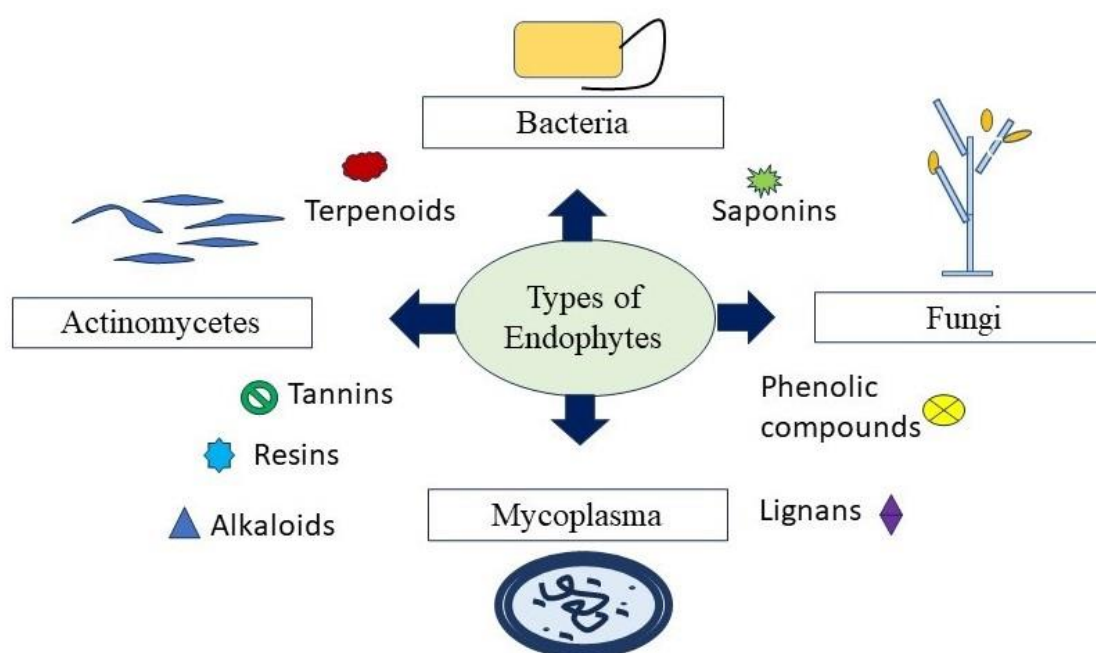 Bacteria
Terpenoids
Saponins
Actinomycetes
Types of
Endophytes
Fungi
Tannins
Phenolic
compounds
Resins
Alkaloids
Mycoplasma
Lignans